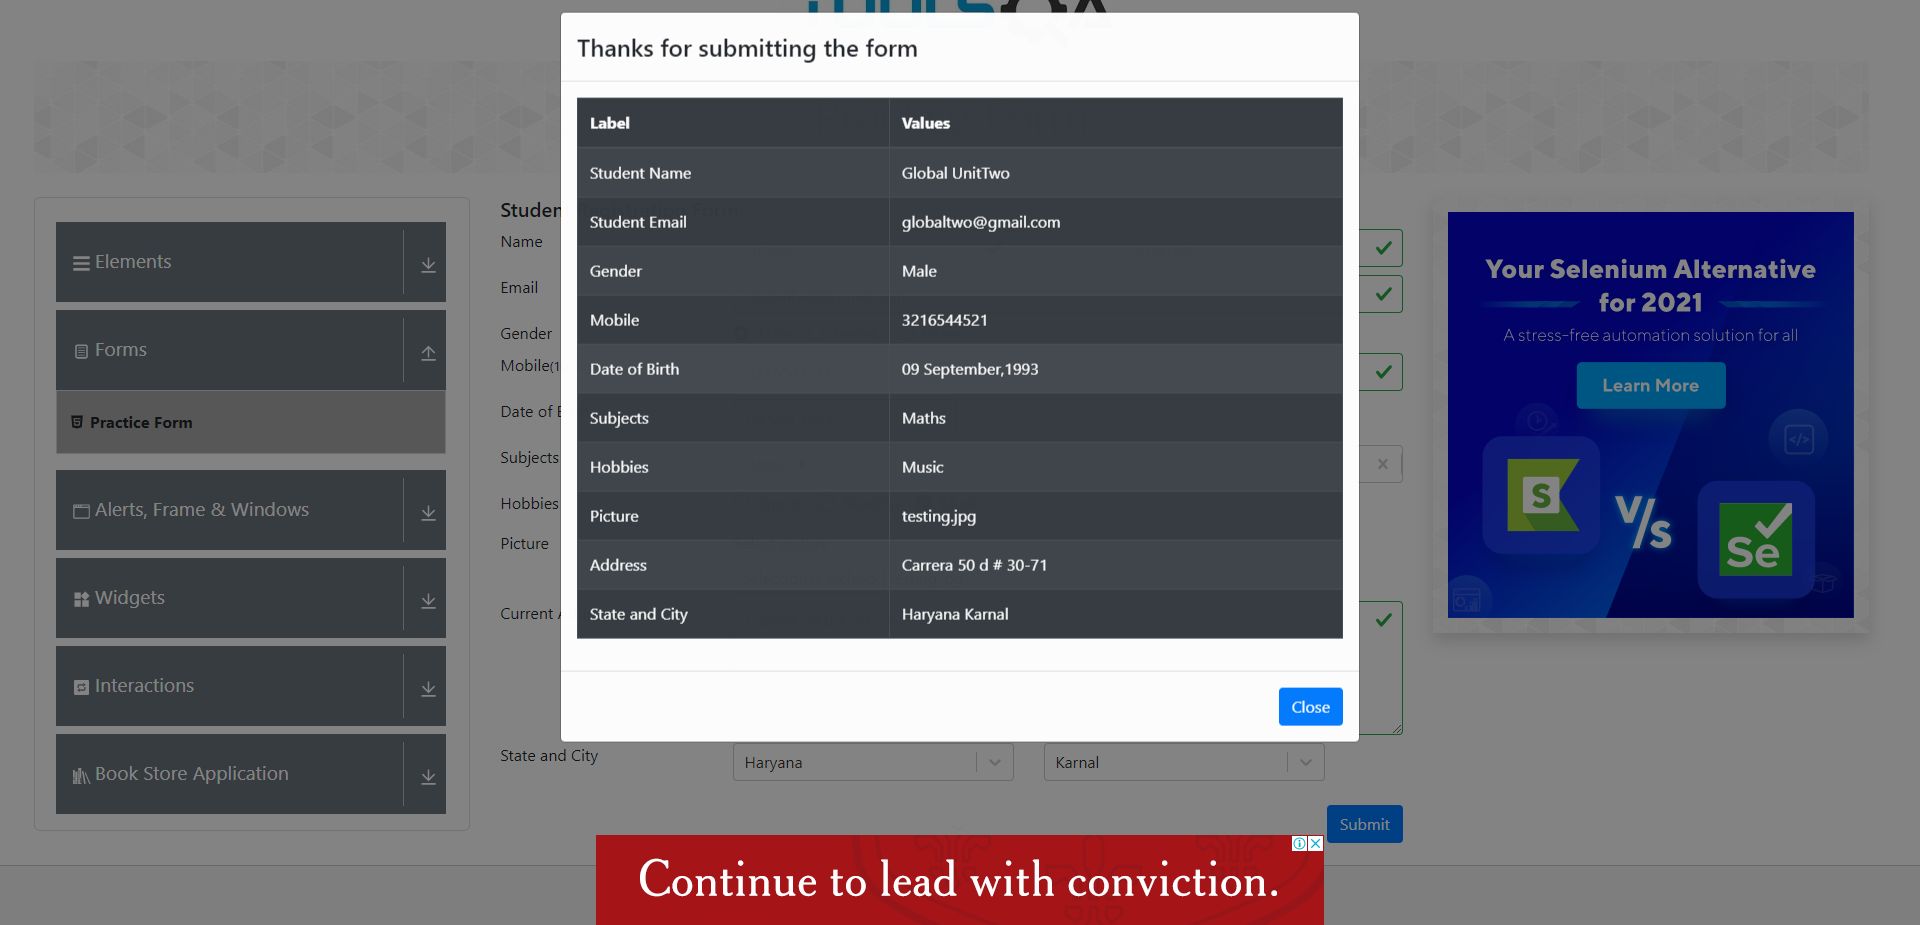 Thanks for submitting the form
Label Values
Student Name Global UnitTwo
Student Email globaltwo@gmail.com
Gender Male
Mobile 3216544521
Date of Birth 09 September,1993
Subjects Maths
Hobbies Music
Picture testing.jpg
Address Carrera 50 d # 30-71
State and City Haryana Karnal
Close
Elements
Forms
Practice Form
Alerts, Frame & Windows
Widgets
Interactions
Book Store Application
Name
Email
Gender
Mobile(1
Date of
Subjects
Hobbies
Picture
Current
State and City
Haryana
Karnal
Submit
Your Selenium Alternative
for 2021
A stress-free automation solution for all
Learn More
S
V/s
Se
Continue to lead with conviction.